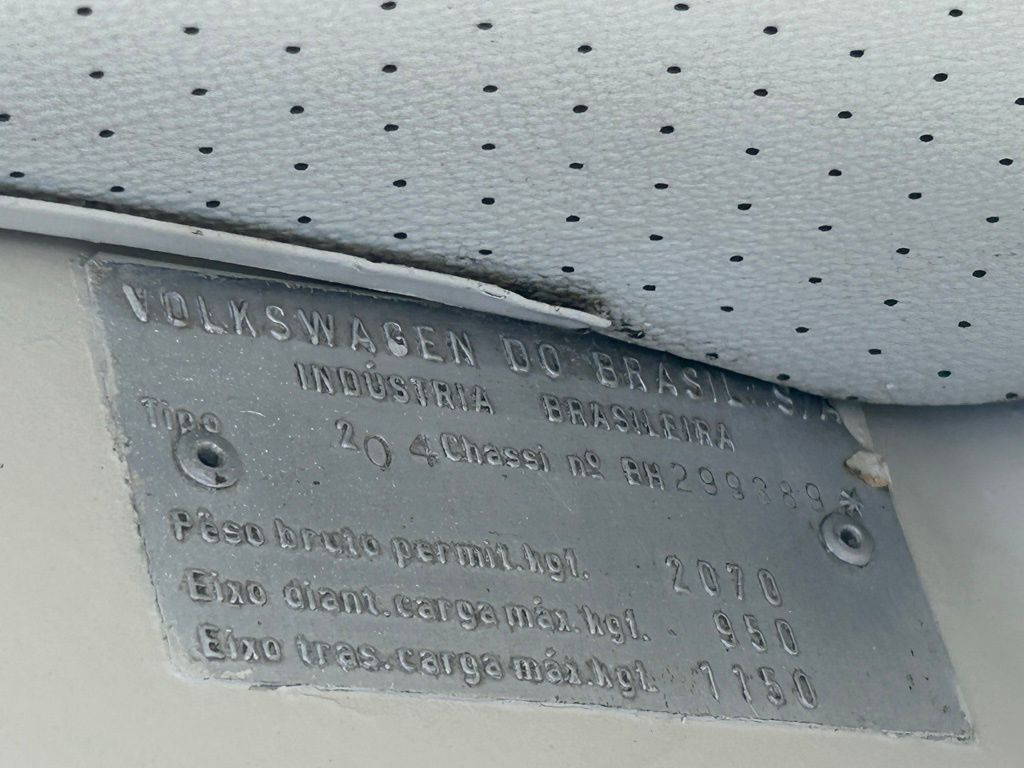 VOLKSWAGEN DO BRASIL S/A
INDÚSTRIA BRASILEIRA
Tipo 204 Chassi nº BH299389*
Pêso bruto permit. kgf. 2070
Eixo diant. carga máx. kgf. 950
Eixo tras. carga máx. kgf. 1150